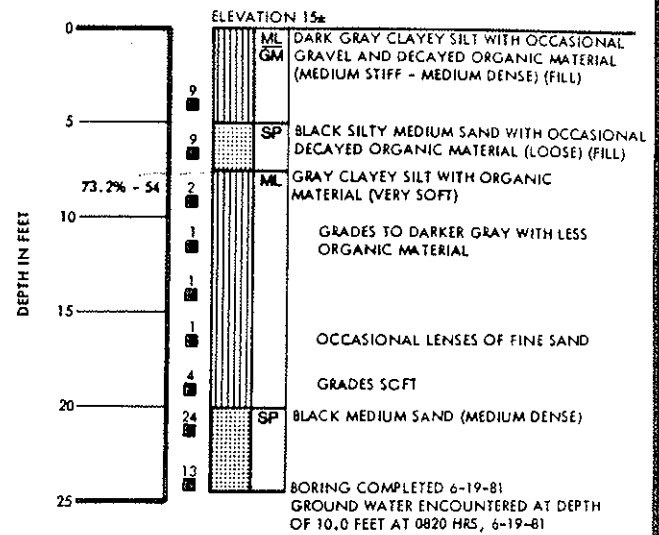 ELEVATION 15±
0
ML DARK GRAY CLAYEY SILT WITH OCCASIONAL
GM GRAVEL AND DECAYED ORGANIC MATERIAL
(MEDIUM STIFF - MEDIUM DENSE) (FILL)
9
5
9 SP BLACK SILTY MEDIUM SAND WITH OCCASIONAL
DECAYED ORGANIC MATERIAL (LOOSE) (FILL)
73.2% - 54 2 ML GRAY CLAYEY SILT WITH ORGANIC
MATERIAL (VERY SOFT)
10
1 GRADES TO DARKER GRAY WITH LESS
ORGANIC MATERIAL
DEPTH IN FEET
1
15
1 OCCASIONAL LENSES OF FINE SAND
4 GRADES SOFT
20
24 SP BLACK MEDIUM SAND (MEDIUM DENSE)
13
BORING COMPLETED 6-19-81
25 GROUND WATER ENCOUNTERED AT DEPTH
OF 10.0 FEET AT 0820 HRS, 6-19-81